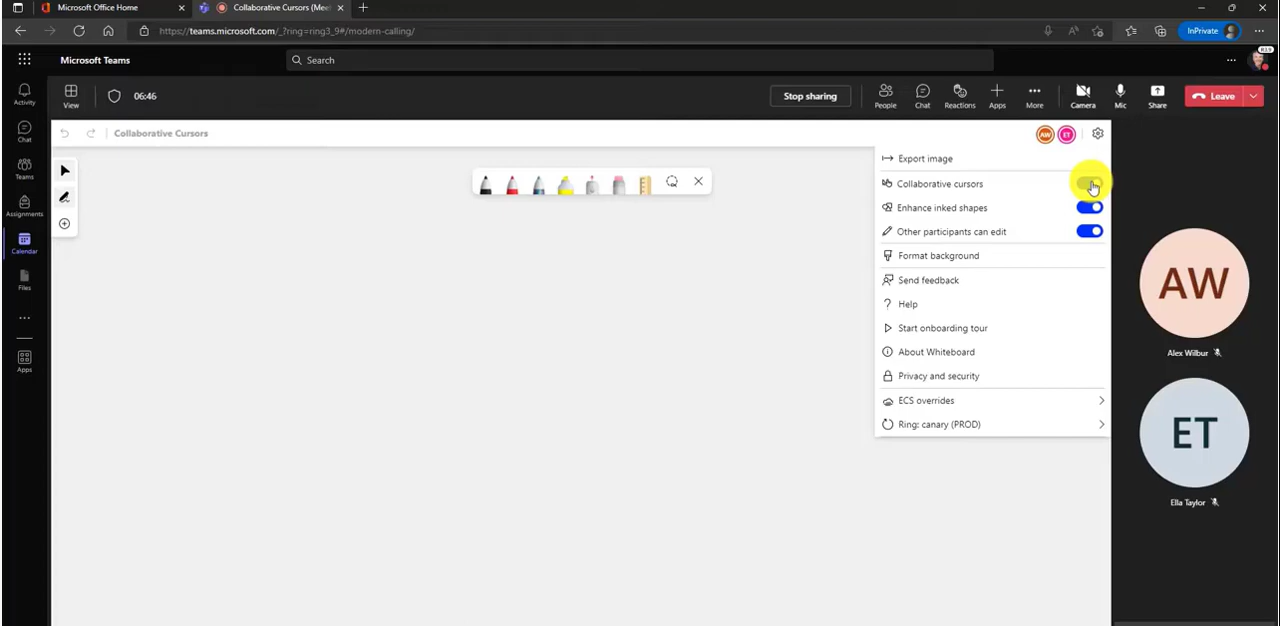 Microsoft Office Home
Collaborative Cursors (Mee
https://teams.microsoft.com/_?ring=ring3_9#/modern-calling/
InPrivate
Microsoft Teams
Search
Activity
Chat
Teams
Assignments
Calendar
Files
Apps
View
06:46
Stop sharing
People
Chat
Reactions
Apps
More
Camera
Mic
Share
Leave
Collaborative Cursors
AW
ET
Export image
Collaborative cursors
Enhance inked shapes
Other participants can edit
Format background
Send feedback
Help
Start onboarding tour
About Whiteboard
Privacy and security
ECS overrides
Ring: canary (PROD)
AW
Alex Wilbur
ET
Ella Taylor